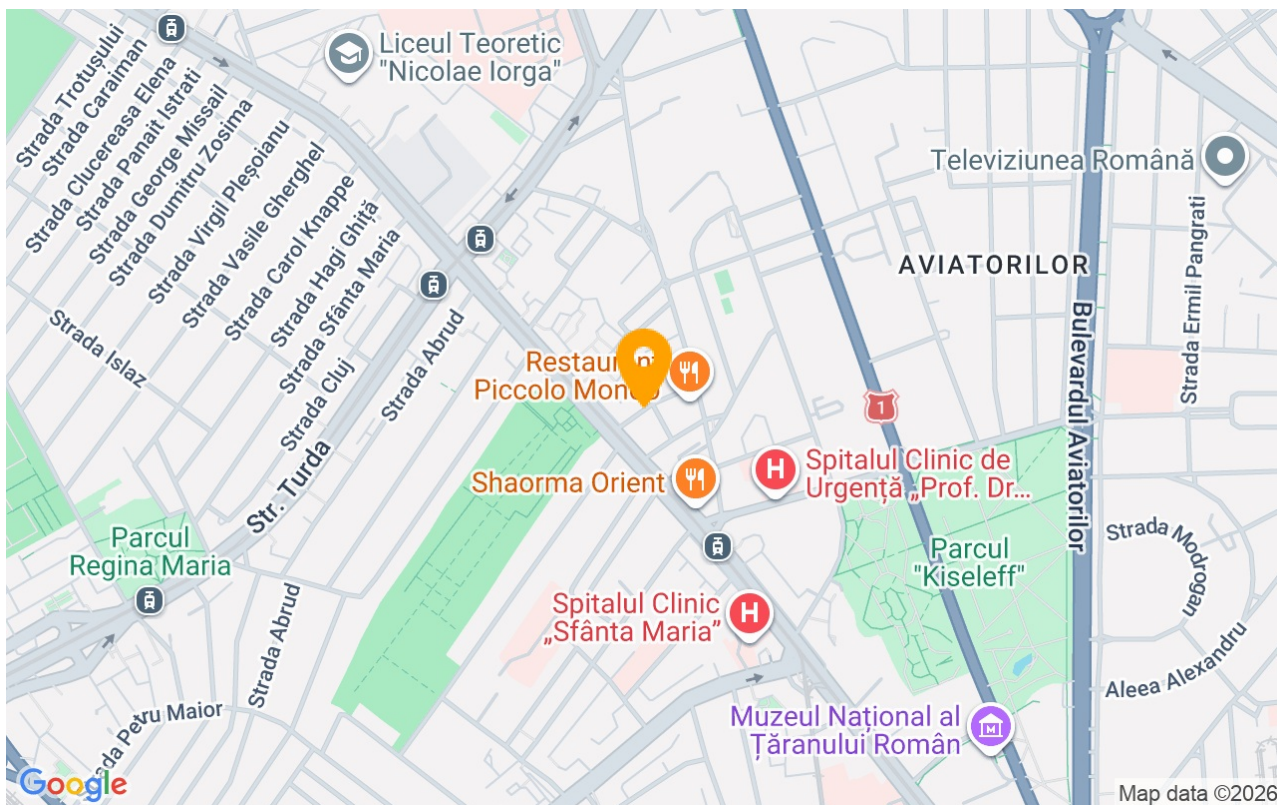 Liceul Teoretic
"Nicolae Iorga"
Strada Trotușului
Strada Caraiman
Strada Clucereasa Elena
Strada Panait Istrati
Strada George Missail
Strada Dumitru Zosima
Strada Virgil Pleșoianu
Strada Vasile Gherghel
Strada Carol Knappe
Strada Hagi Ghiță
Strada Sfânta Maria
Strada Cluj
Strada Abrud
Strada Islaz
Str. Turda
Televiziunea Română
AVIATORILOR
Strada Ermil Pangrati
Bulevardul Aviatorilor
Restaurant
Piccolo Mondo
1
Shaorma Orient
H
Spitalul Clinic de
Urgență „Prof. Dr...
Parcul
Regina Maria
Parcul
"Kiseleff"
Strada Modrogan
Aleea Alexandru
Spitalul Clinic
„Sfânta Maria”
H
Strada Abrud
Strada Petru Maior
Muzeul Național al
Țăranului Român
M
Google
Map data ©2026